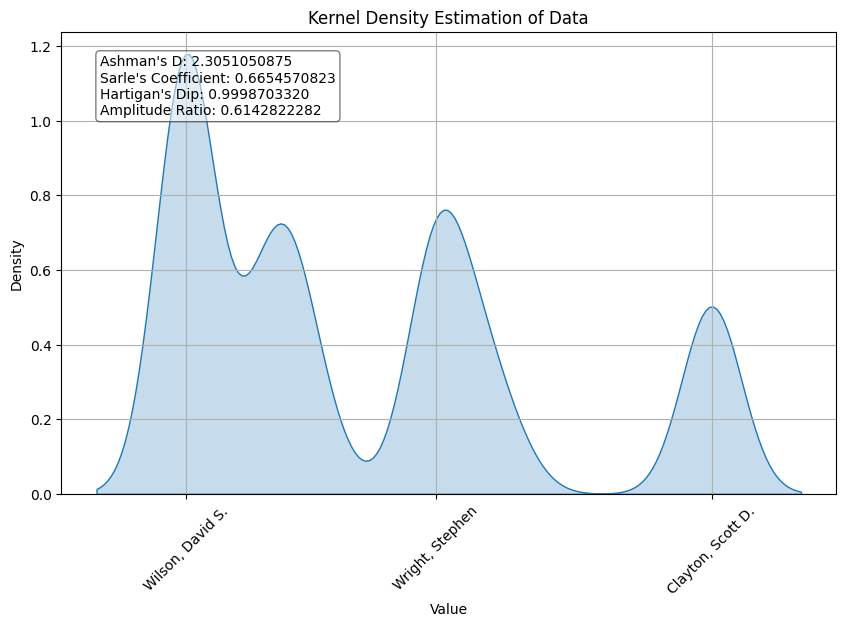 Kernel Density Estimation of Data
Ashman's D: 2.3051050875
Sarle's Coefficient: 0.6654570823
Hartigan's Dip: 0.9998703320
Amplitude Ratio: 0.6142822282
Density
1.2
1.0
0.8
0.6
0.4
0.2
0.0
Wilson, David S.
Wright, Stephen
Clayton, Scott D.
Value